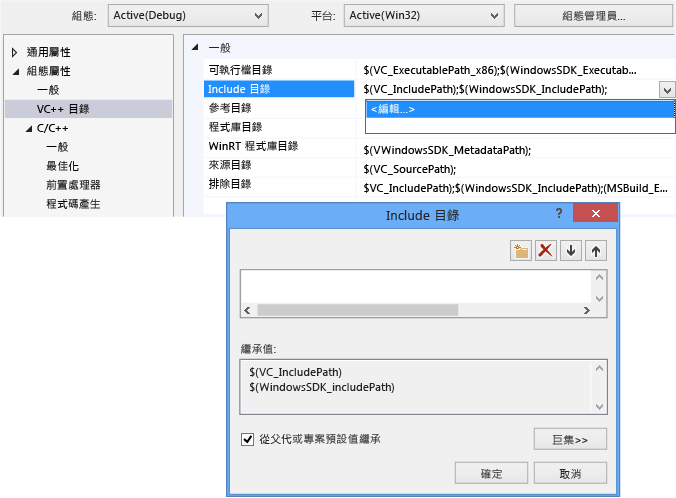 組態: Active(Debug) 平台: Active(Win32) 組態管理員...
通用屬性
組態屬性
一般
VC++ 目錄
C/C++
一般
最佳化
前置處理器
程式碼產生
一般
可執行檔目錄 $(VC_ExecutablePath_x86);$(WindowsSDK_Executab...
Include 目錄 $(VC_IncludePath);$(WindowsSDK_IncludePath);
參考目錄 <編輯...>
程式庫目錄
WinRT 程式庫目錄 $(VWindowsSDK_MetadataPath);
來源目錄 $(VC_SourcePath);
排除目錄 $VC_IncludePath);$(WindowsSDK_IncludePath);(MSBuild_E...
Include 目錄 ?
繼承值:
$(VC_IncludePath)
$(WindowsSDK_includePath)
從父代或專案預設值繼承 巨集>>
確定 取消